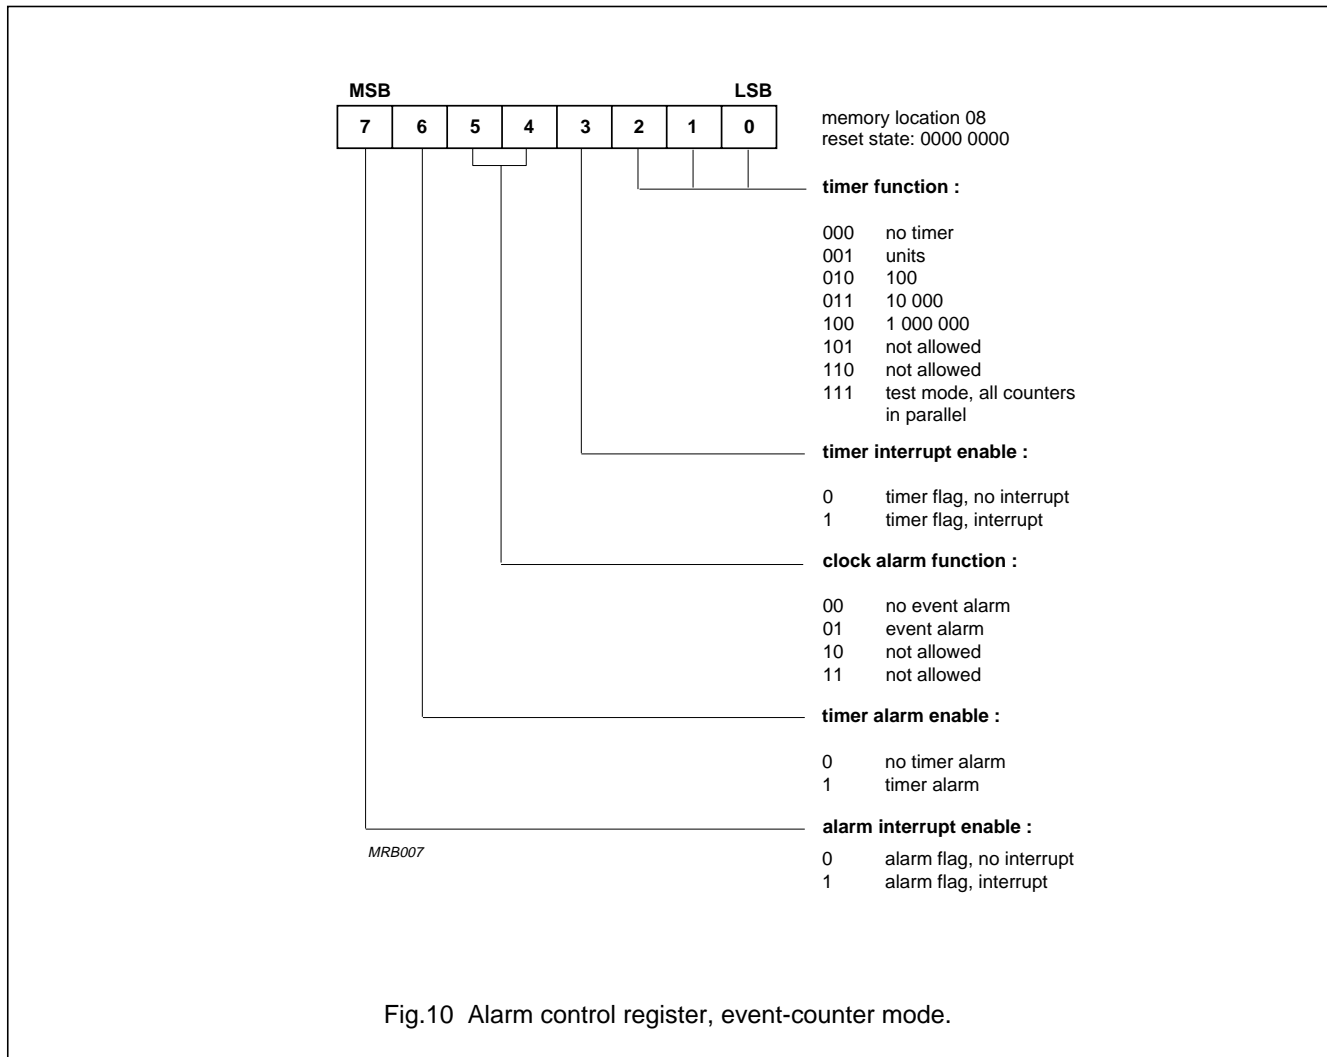 MSB LSB
7 6 5 4 3 2 1 0
memory location 08
reset state: 0000 0000
timer function :
000 no timer
001 units
010 100
011 10 000
100 1 000 000
101 not allowed
110 not allowed
111 test mode, all counters
in parallel
timer interrupt enable :
0 timer flag, no interrupt
1 timer flag, interrupt
clock alarm function :
00 no event alarm
01 event alarm
10 not allowed
11 not allowed
timer alarm enable :
0 no timer alarm
1 timer alarm
alarm interrupt enable :
0 alarm flag, no interrupt
1 alarm flag, interrupt
MRB007
Fig.10 Alarm control register, event-counter mode.